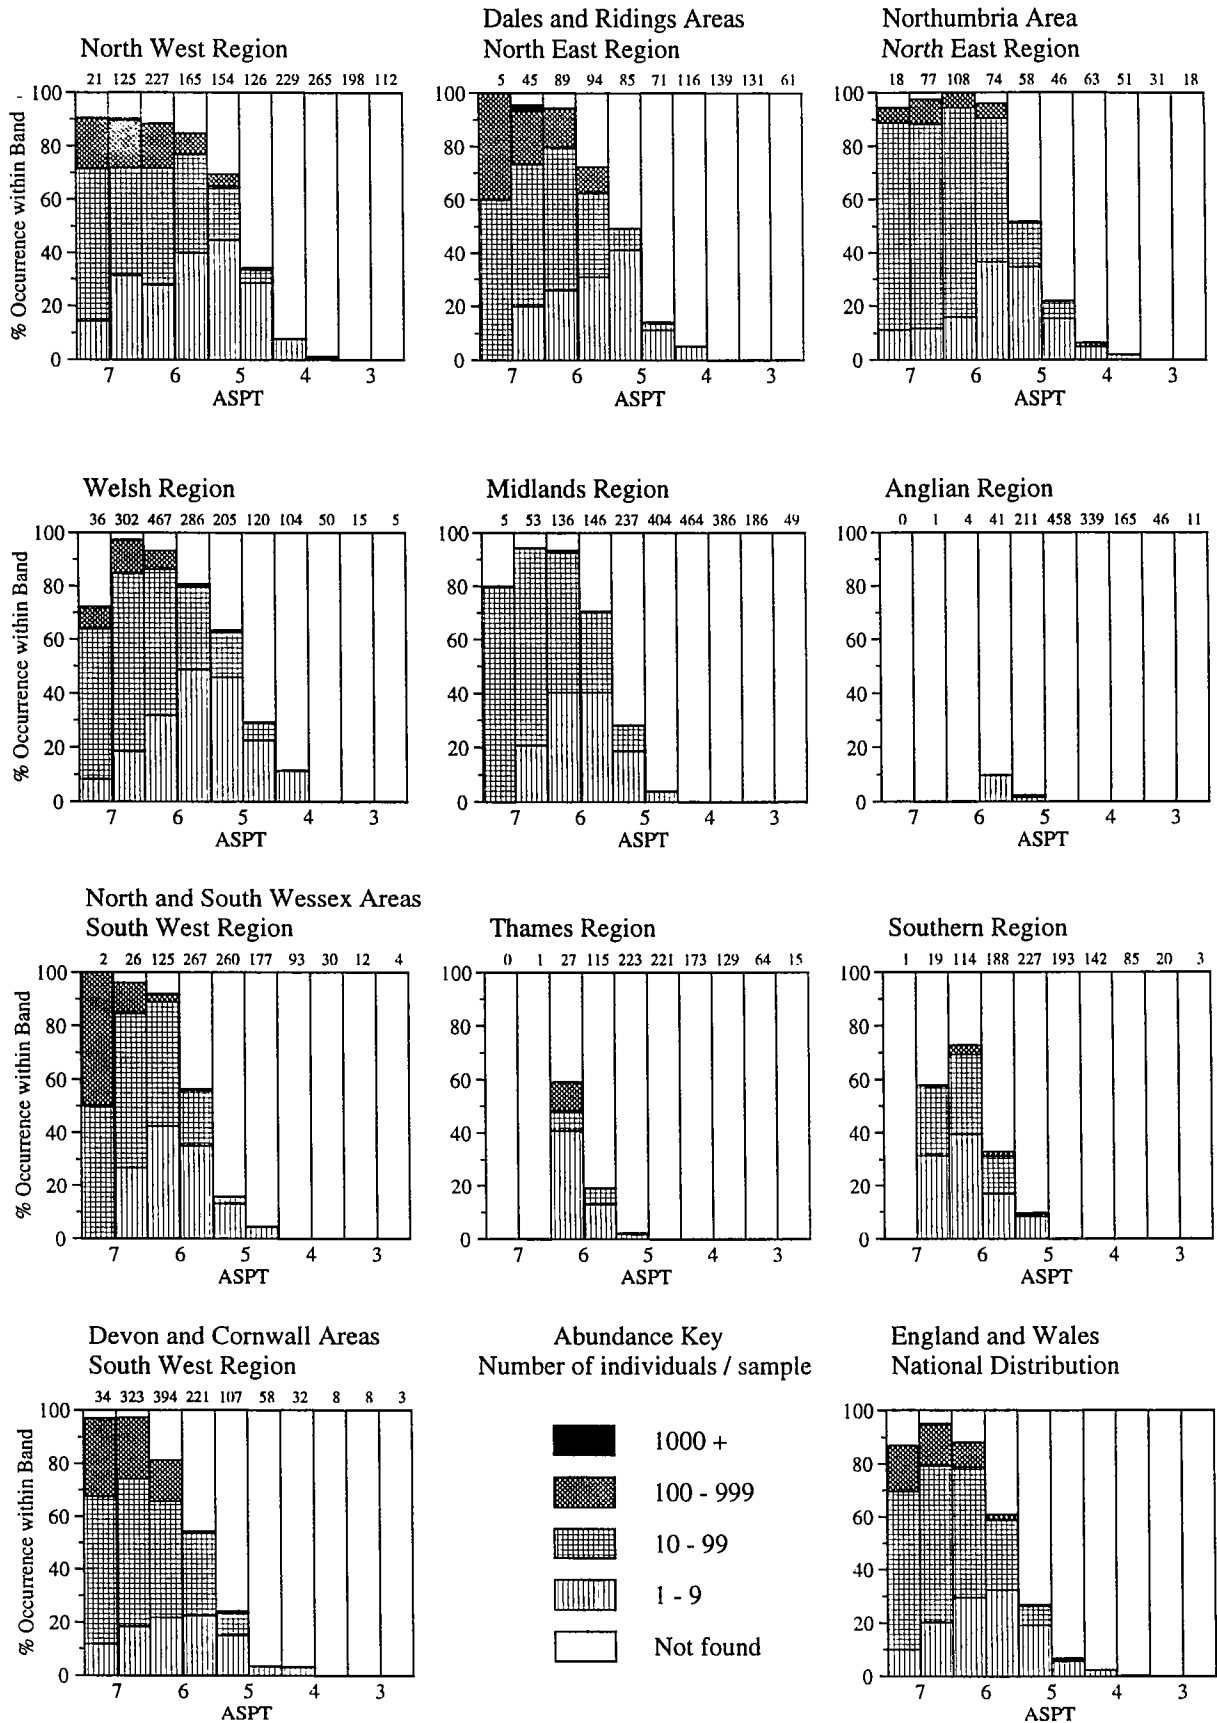 North West Region
21 125 227 165 154 126 229 265 198 112
% Occurrence within Band
100
80
60
40
20
0
7 6 5 4 3
ASPT
Dales and Ridings Areas
North East Region
5 45 89 94 85 71 116 139 131 61
100
80
60
40
20
0
7 6 5 4 3
ASPT
Northumbria Area
North East Region
18 77 108 74 58 46 63 51 31 18
100
80
60
40
20
0
7 6 5 4 3
ASPT
Welsh Region
36 302 467 286 205 120 104 50 15 5
% Occurrence within Band
100
80
60
40
20
0
7 6 5 4 3
ASPT
Midlands Region
5 53 136 146 237 404 464 386 186 49
100
80
60
40
20
0
7 6 5 4 3
ASPT
Anglian Region
0 1 4 41 211 458 339 165 46 11
100
80
60
40
20
0
7 6 5 4 3
ASPT
North and South Wessex Areas
South West Region
2 26 125 267 260 177 93 30 12 4
% Occurrence within Band
100
80
60
40
20
0
7 6 5 4 3
ASPT
Thames Region
0 1 27 115 223 221 173 129 64 15
100
80
60
40
20
0
7 6 5 4 3
ASPT
Southern Region
1 19 114 188 227 193 142 85 20 3
100
80
60
40
20
0
7 6 5 4 3
ASPT
Devon and Cornwall Areas
South West Region
34 323 394 221 107 58 32 8 8 3
% Occurrence within Band
100
80
60
40
20
0
7 6 5 4 3
ASPT
Abundance Key
Number of individuals / sample
1000 +
100 - 999
10 - 99
1 - 9
Not found
England and Wales
National Distribution
100
80
60
40
20
0
7 6 5 4 3
ASPT